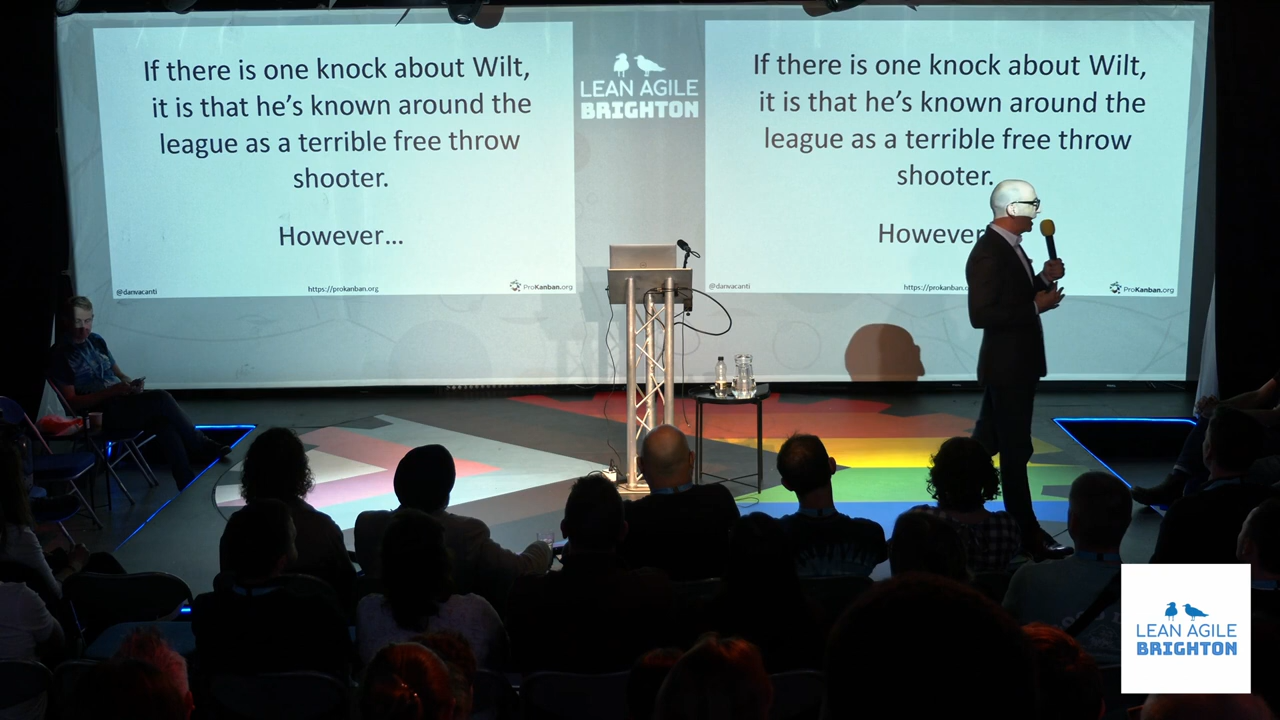 If there is one knock about Wilt,
it is that he's known around the
league as a terrible free throw
shooter.
However...
@danvacanti
https://prokanban.org
ProKanban.org
LEAN AGILE
BRIGHTON
If there is one knock about Wilt,
it is that he's known around the
league as a terrible free throw
shooter.
However
@danvacanti
https://prokanban.o
ProKanban.org
LEAN AGILE
BRIGHTON